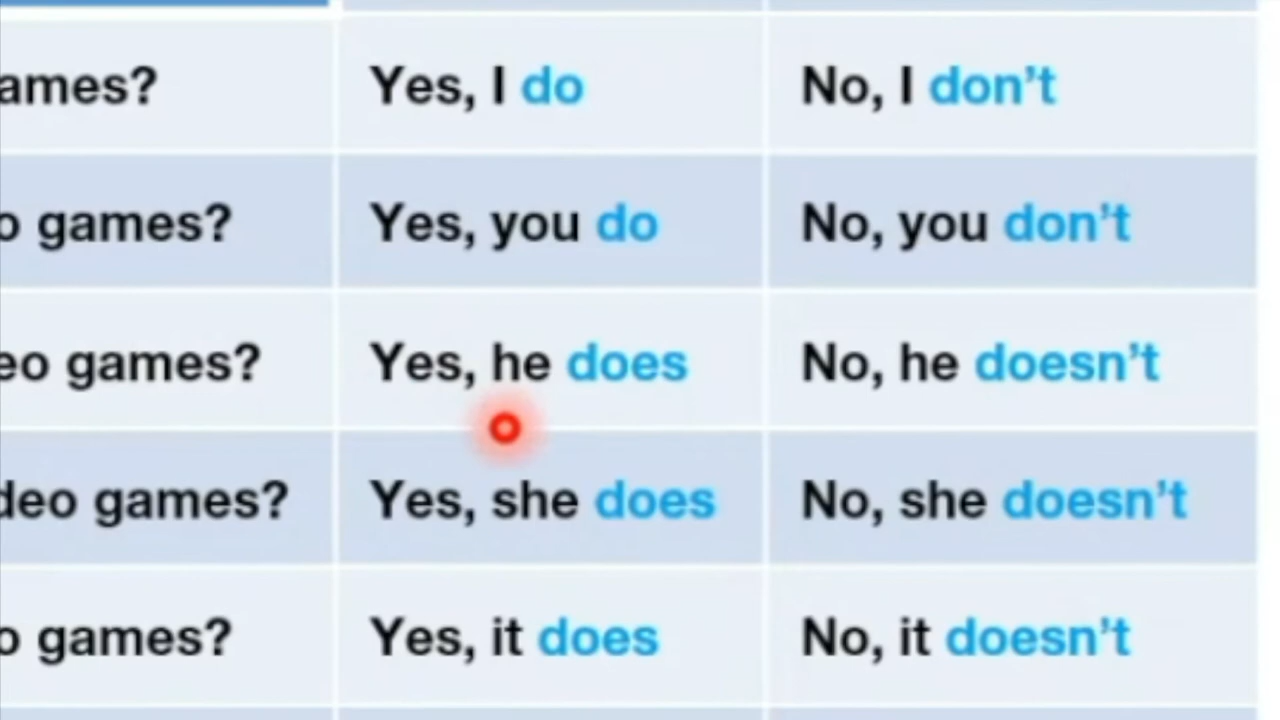 ames? Yes, I do No, I don't
o games? Yes, you do No, you don't
eo games? Yes, he does No, he doesn't
deo games? Yes, she does No, she doesn't
o games? Yes, it does No, it doesn't